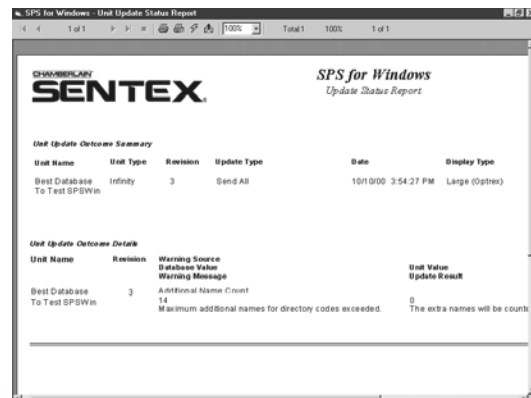 SPS for Windows - Unit Update Status Report
1 of 1 100% Total:1 100% 1 of 1
CHAMBERLAIN
SENTEX.
SPS for Windows
Update Status Report
Unit Update Outcome Summary
Unit Name Unit Type Revision Update Type Date Display Type
Best Database Infinity 3 Send All 10/10/00 3:54:27 PM Large (Optrex)
To Test SPSWin
Unit Update Outcome Details
Unit Name Revision Warning Source
Database Value Unit Value
Warning Message Update Result
Best Database 3 Additional Name Count
To Test SPSWin 14 0
Maximum additional names for directory codes exceeded. The extra names will be counte